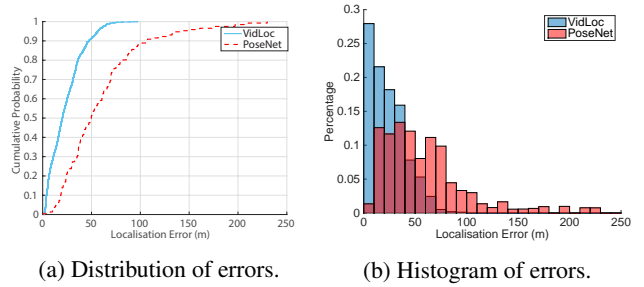 1
0.9
0.8
0.7
0.6
0.5
0.4
0.3
0.2
0.1
0
Cumulative Probability
VidLoc
PoseNet
0 50 100 150 200 250
Localisation Error (m)
(a) Distribution of errors.
0.3
0.25
0.2
0.15
0.1
0.05
0
Percentage
VidLoc
PoseNet
0 50 100 150 200 250
Localisation Error (m)
(b) Histogram of errors.